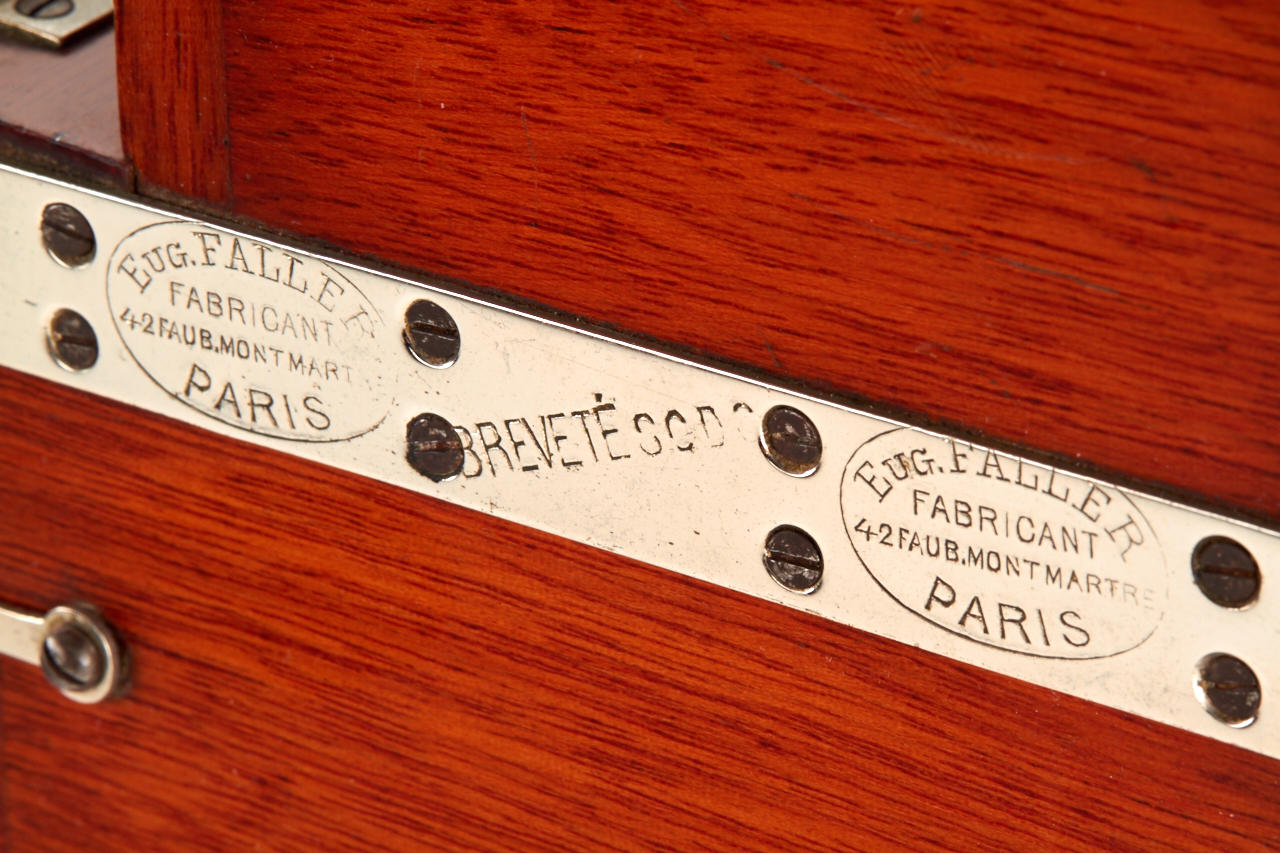 EUG. FALLER
FABRICANT
42 FAUB. MONTMART
PARIS
BREVETÉ S G D
EUG. FALLER
FABRICANT
42 FAUB. MONTMARTRE
PARIS